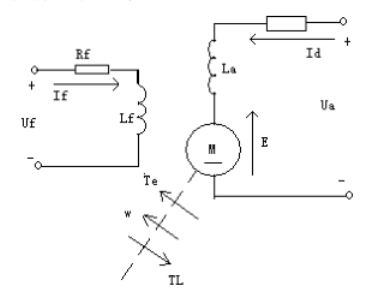 Rf
+
If
Uf
Lf
-
La
Id
+
Ua
M
E
-
Te
w
TL